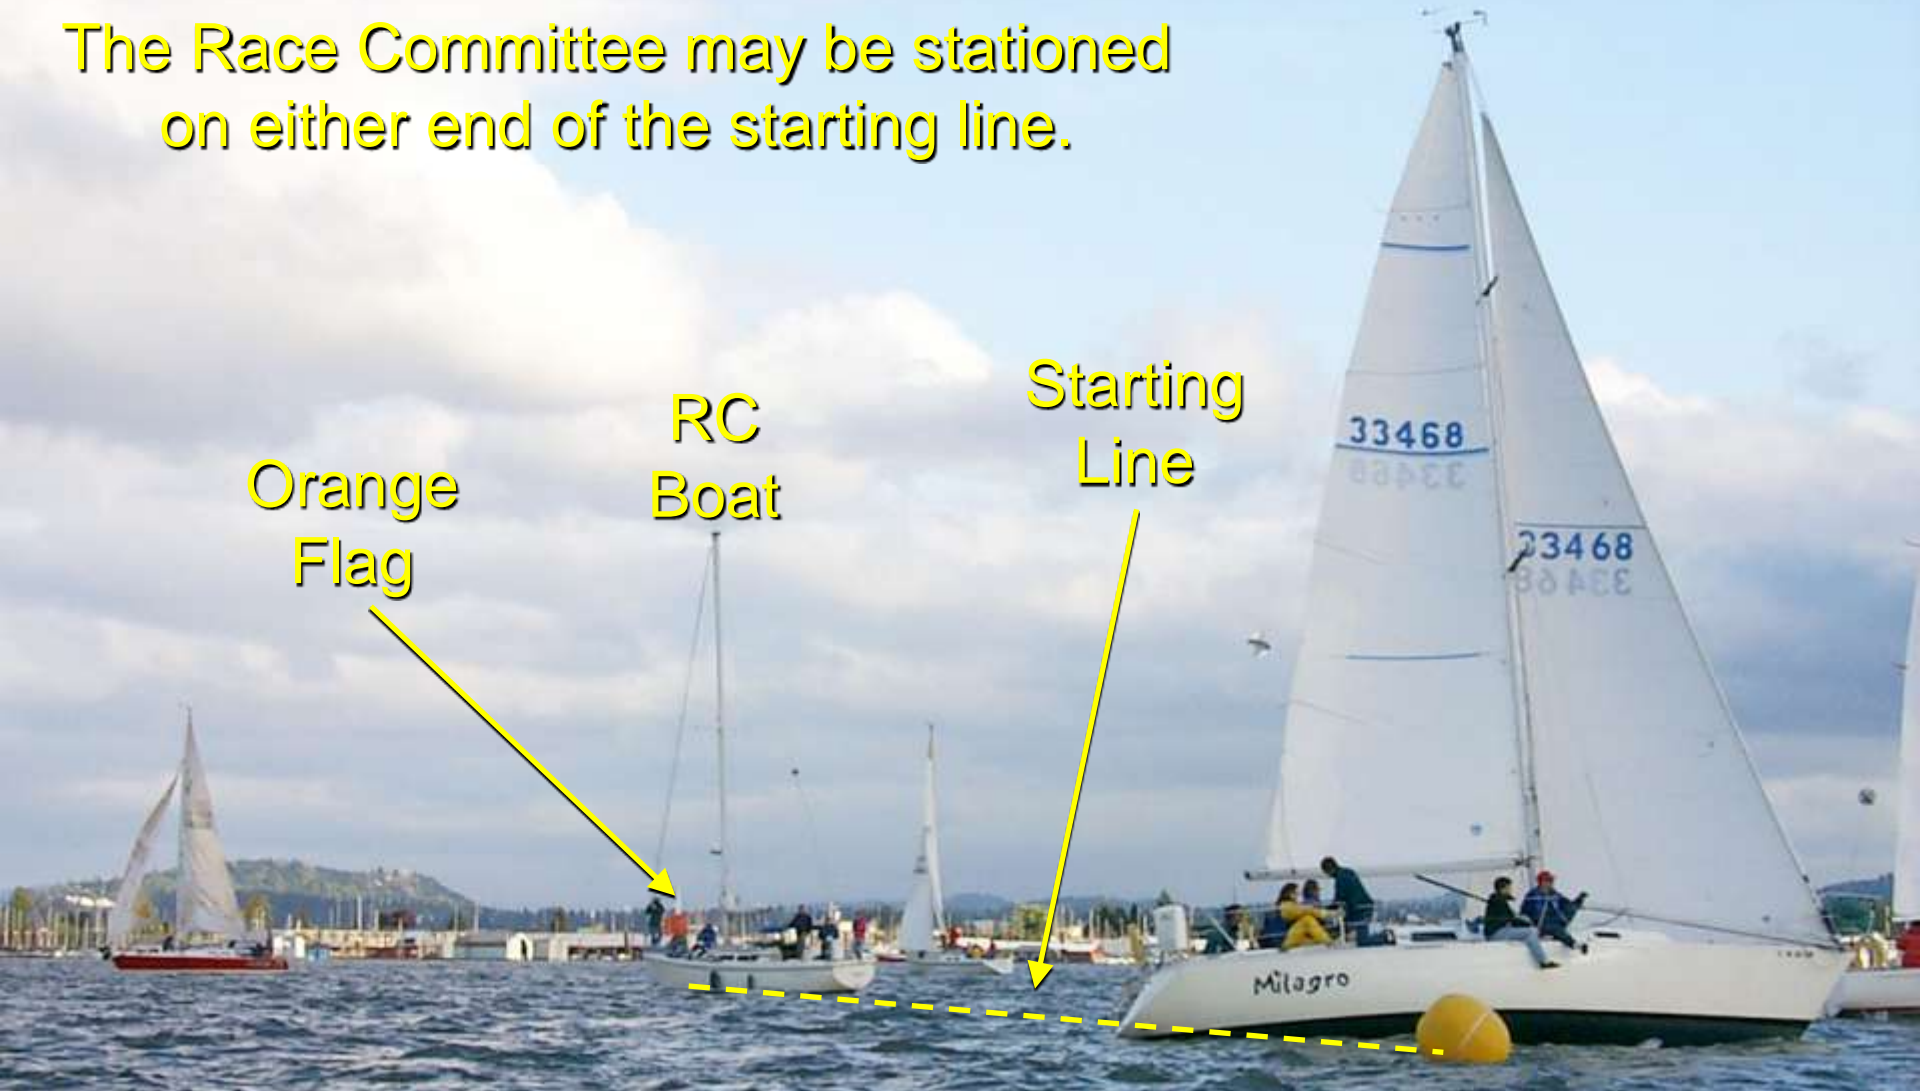 The Race Committee may be stationed
on either end of the starting line.
Starting
Line
RC
Boat
Orange
Flag
33468
33468
Milagro